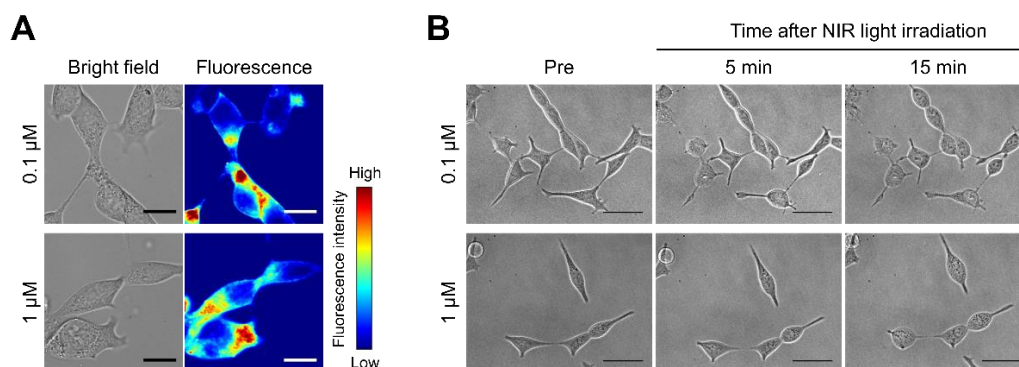 A
Bright field Fluorescence
0.1 µM
1 µM
High
Fluorescence intensity
Low
B
Time after NIR light irradiation
Pre 5 min 15 min
0.1 µM
1 µM